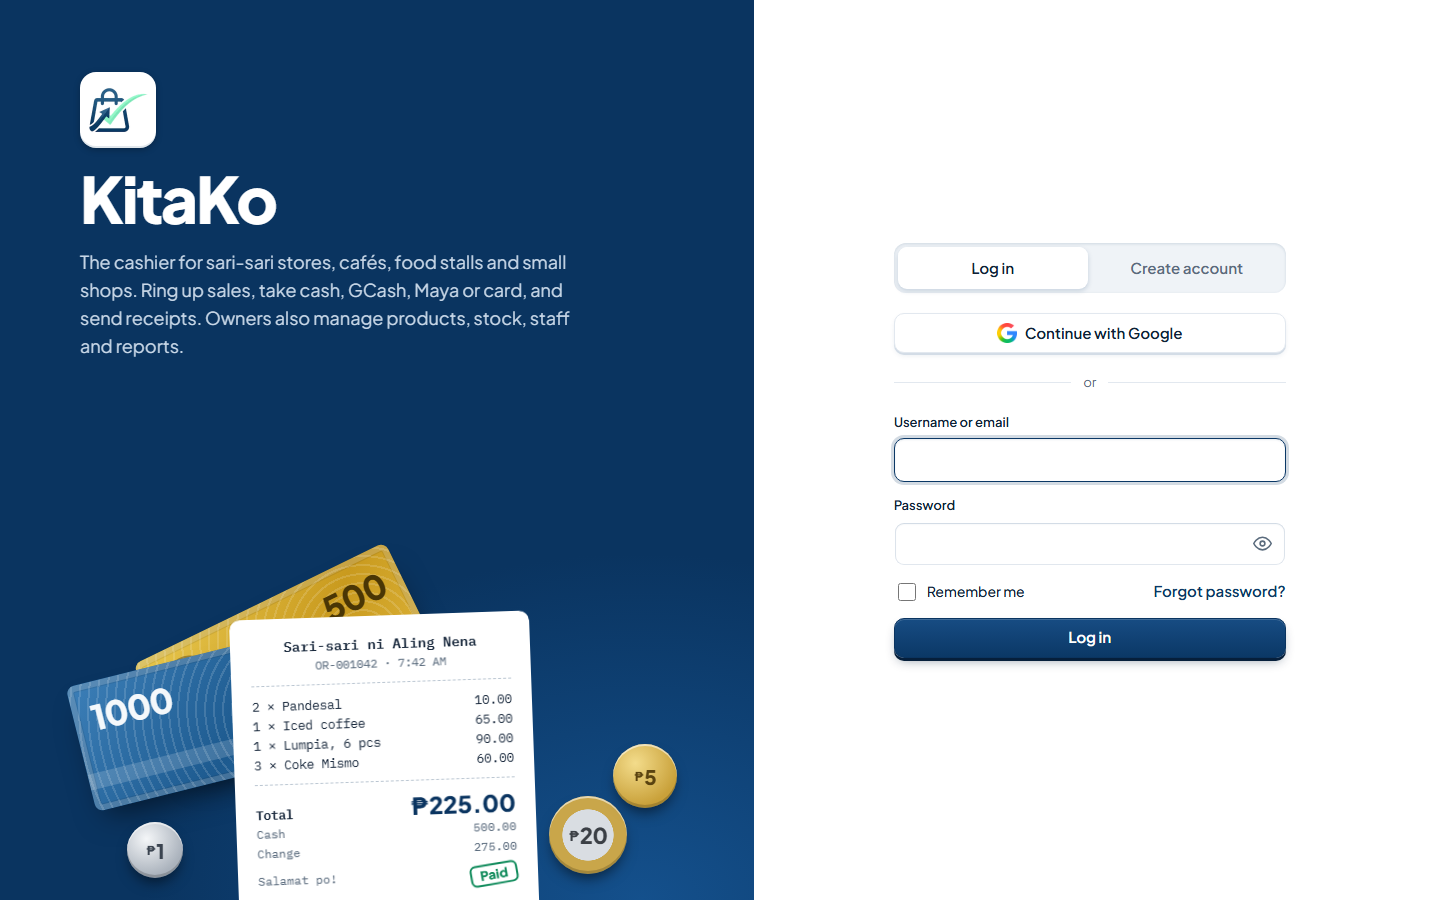 KitaKo
The cashier for sari-sari stores, cafés, food stalls and small
shops. Ring up sales, take cash, GCash, Maya or card, and
send receipts. Owners also manage products, stock, staff
and reports.
500
1000
Sari-sari ni Aling Nena
OR-001042 · 7:42 AM
2 × Pandesal 10.00
1 × Iced coffee 65.00
1 × Lumpia, 6 pcs 90.00
3 × Coke Mismo 60.00
Total ₱225.00
Cash 500.00
Change 275.00
Salamat po! Paid
₱1
₱20
₱5
Log in Create account
Continue with Google
or
Username or email
Password
Remember me Forgot password?
Log in